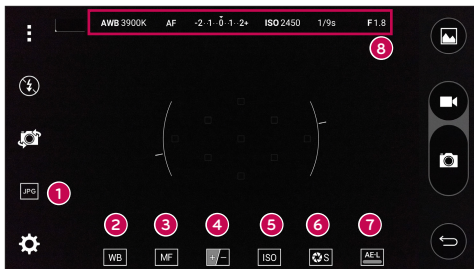 AWB 3900K AF -2··1··0··1··2+ ISO 2450 1/9s F 1.8
8
JPG 1
2 3 4 5 6 7
WB MF +/- ISO S AE-L